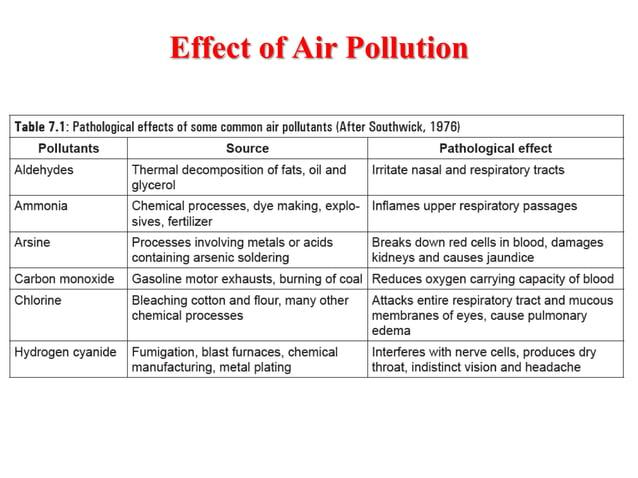 Effect of Air Pollution
Table 7.1: Pathological effects of some common air pollutants (After Southwick, 1976)
Pollutants Source Pathological effect
Aldehydes Thermal decomposition of fats, oil and Irritate nasal and respiratory tracts
glycerol
Ammonia Chemical processes, dye making, explo- Inflames upper respiratory passages
sives, fertilizer
Arsine Processes involving metals or acids Breaks down red cells in blood, damages
containing arsenic soldering kidneys and causes jaundice
Carbon monoxide Gasoline motor exhausts, burning of coal Reduces oxygen carrying capacity of blood
Chlorine Bleaching cotton and flour, many other Attacks entire respiratory tract and mucous
chemical processes membranes of eyes, cause pulmonary
edema
Hydrogen cyanide Fumigation, blast furnaces, chemical Interferes with nerve cells, produces dry
manufacturing, metal plating throat, indistinct vision and headache